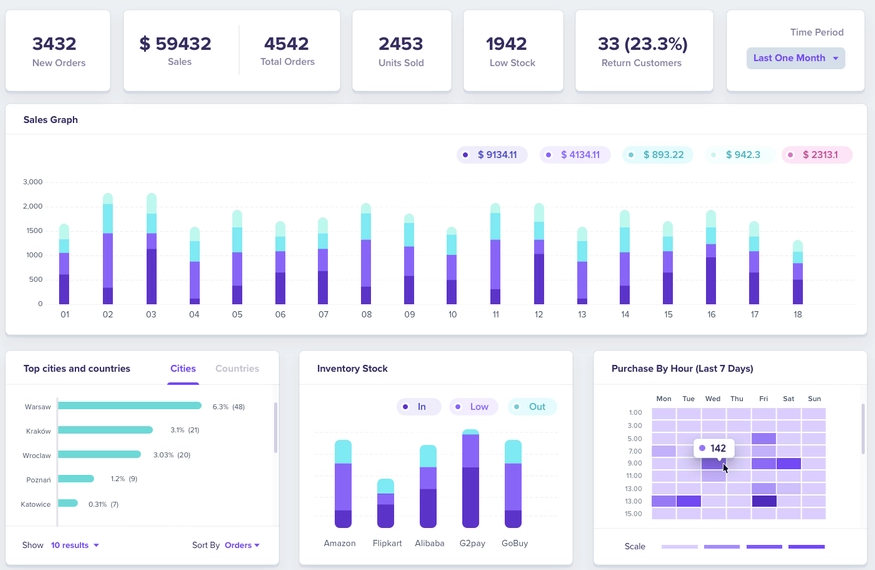 3432
New Orders
$ 59432
Sales
4542
Total Orders
2453
Units Sold
1942
Low Stock
33 (23.3%)
Return Customers
Time Period
Last One Month
Sales Graph
$ 9134.11
$ 4134.11
$ 893.22
$ 942.3
$ 2313.1
3,000
2,000
1500
1000
500
0
01 02 03 04 05 06 07 08 09 10 11 12 13 14 15 16 17 18
Top cities and countries
Cities
Countries
Warsaw 6.3% (48)
Kraków 3.1% (21)
Wroclaw 3.03% (20)
Poznań 1.2% (9)
Katowice 0.31% (7)
Show 10 results
Sort By Orders
Inventory Stock
In
Low
Out
Amazon Flipkart Alibaba G2pay GoBuy
Purchase By Hour (Last 7 Days)
Mon Tue Wed Thu Fri Sat Sun
1.00
3.00
5.00
7.00
142
9.00
11.00
13.00
13.00
15.00
Scale